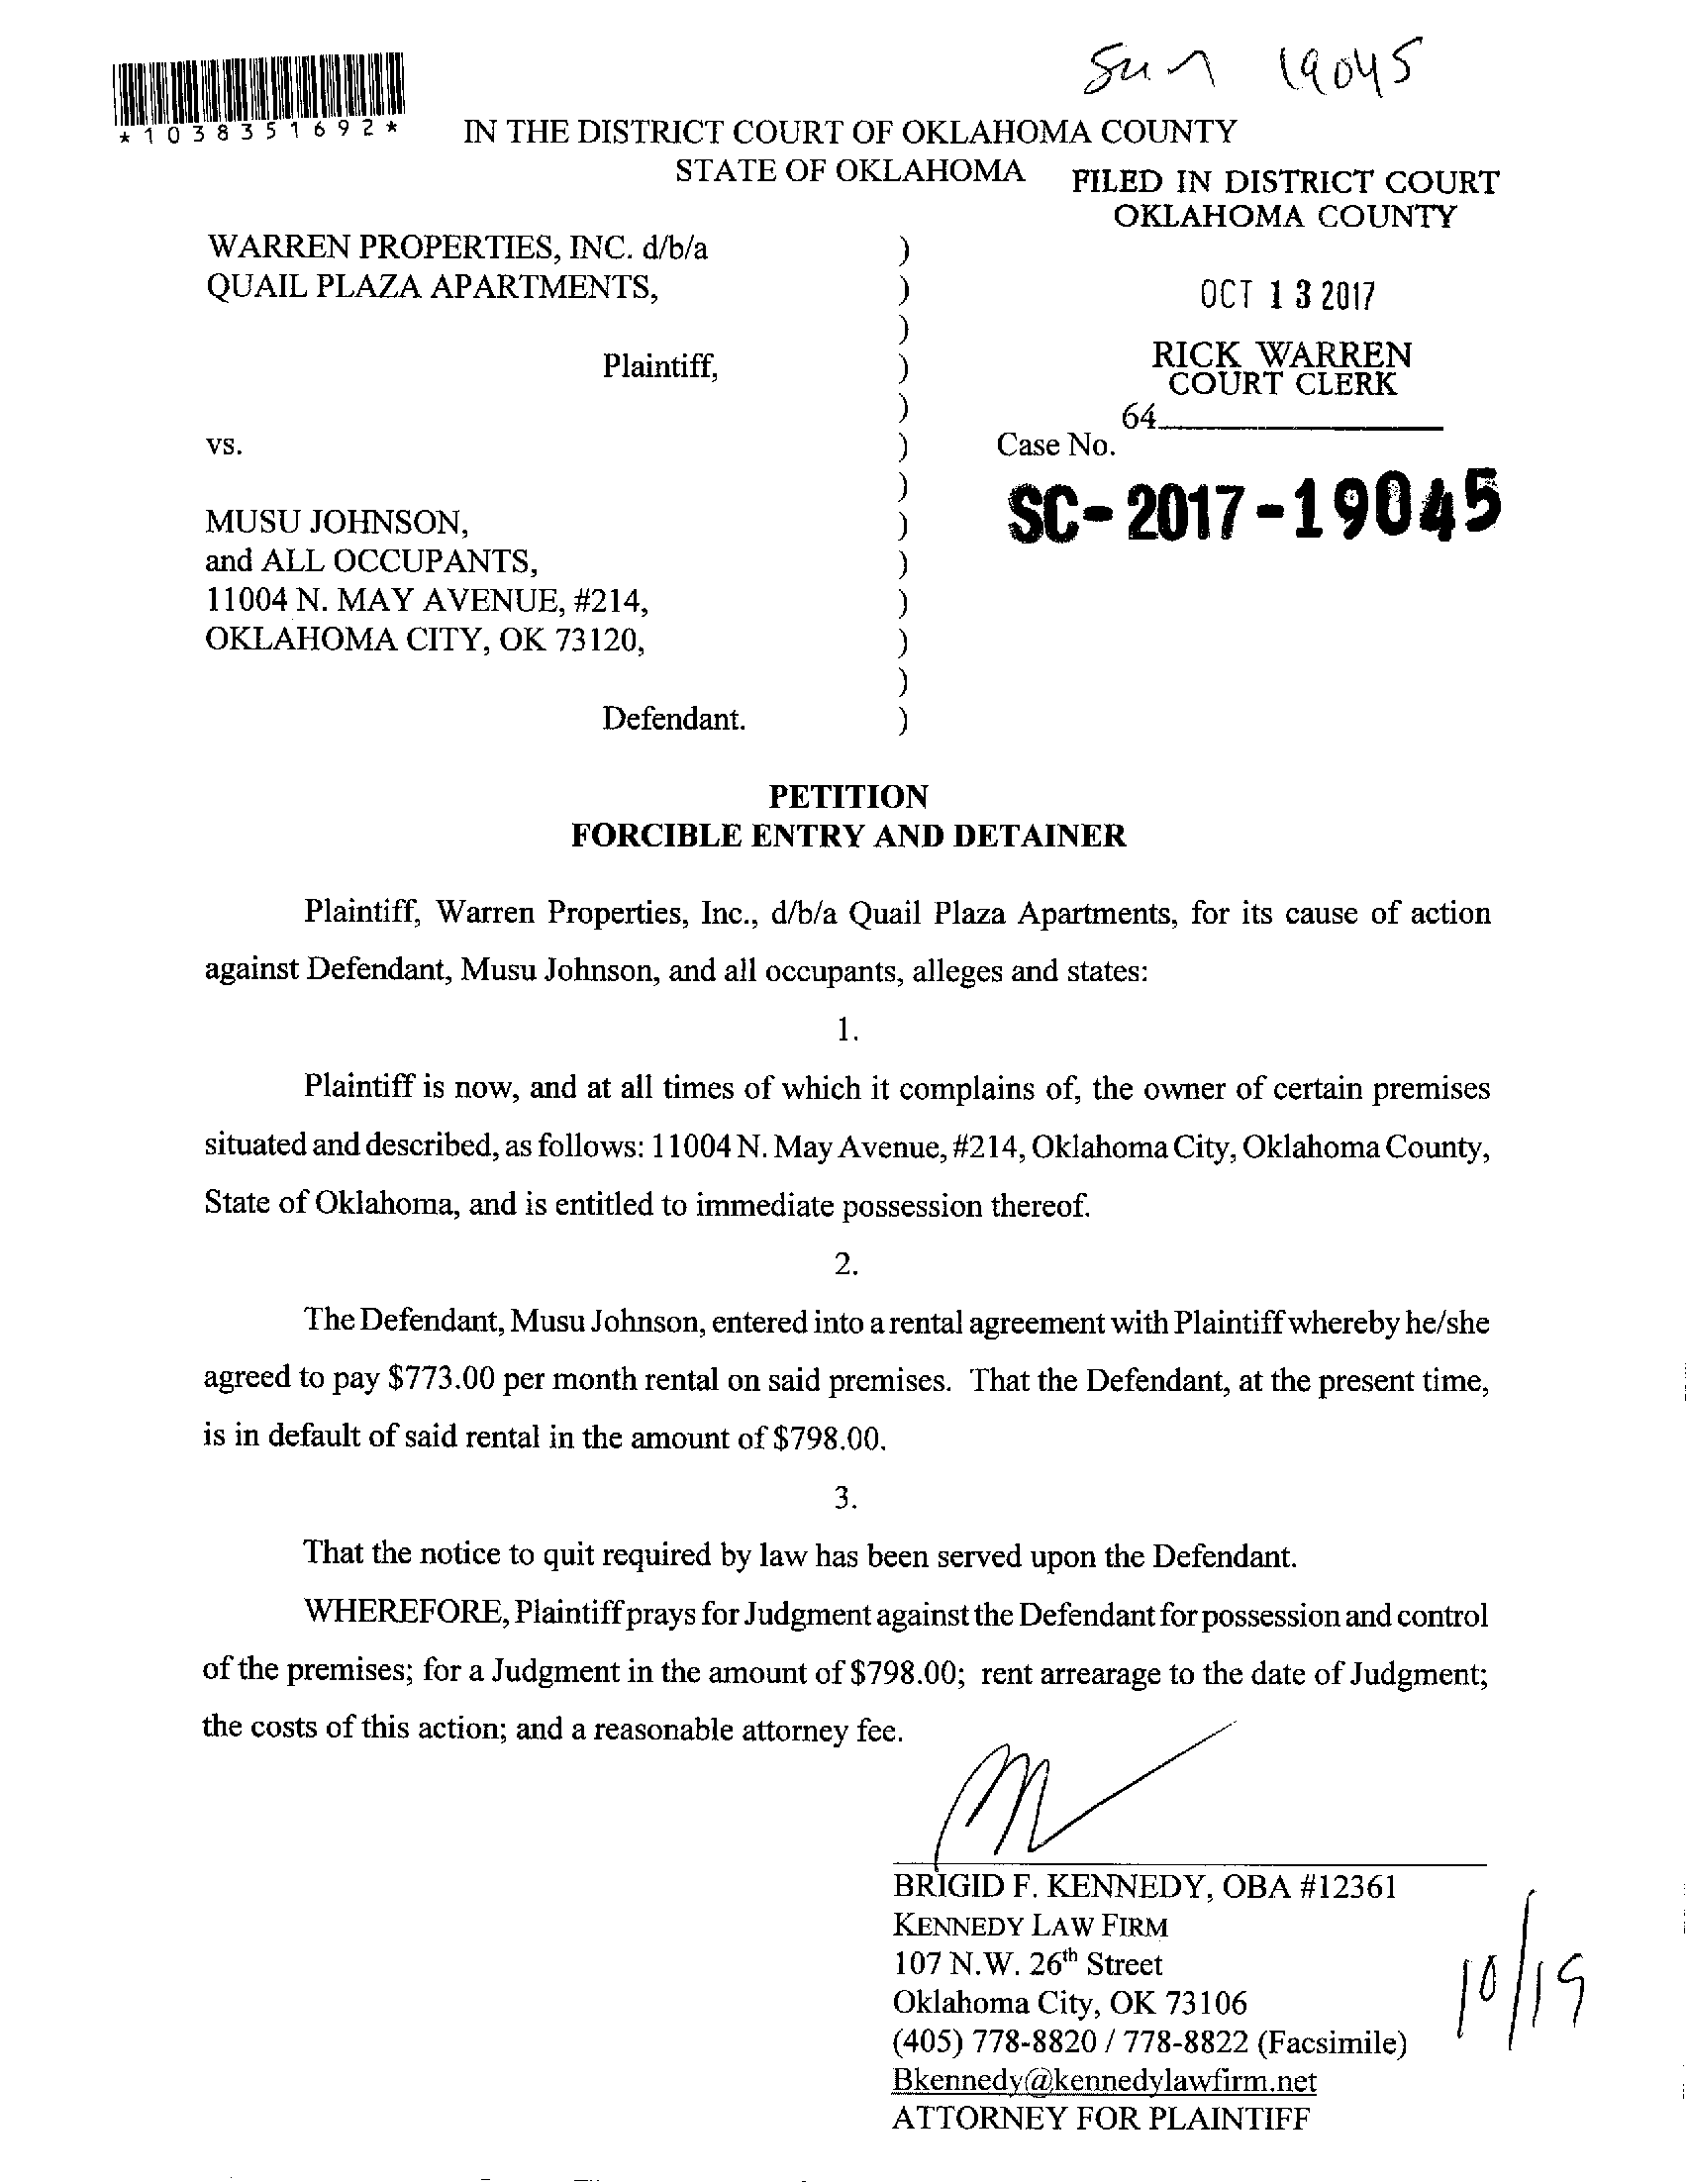 Sun 19045
*1038351692*
IN THE DISTRICT COURT OF OKLAHOMA COUNTY
STATE OF OKLAHOMA
FILED IN DISTRICT COURT
OKLAHOMA COUNTY
WARREN PROPERTIES, INC. d/b/a )
QUAIL PLAZA APARTMENTS, )
OCT 13 2017
)
Plaintiff, )
RICK WARREN
COURT CLERK
)
64
vs. ) Case No.
)
SC-2017-19045
MUSU JOHNSON, )
and ALL OCCUPANTS, )
11004 N. MAY AVENUE, #214, )
OKLAHOMA CITY, OK 73120, )
)
Defendant. )
PETITION
FORCIBLE ENTRY AND DETAINER
Plaintiff, Warren Properties, Inc., d/b/a Quail Plaza Apartments, for its cause of action
against Defendant, Musu Johnson, and all occupants, alleges and states:
1.
Plaintiff is now, and at all times of which it complains of, the owner of certain premises
situated and described, as follows: 11004 N. May Avenue, #214, Oklahoma City, Oklahoma County,
State of Oklahoma, and is entitled to immediate possession thereof.
2.
The Defendant, Musu Johnson, entered into a rental agreement with Plaintiff whereby he/she
agreed to pay $773.00 per month rental on said premises. That the Defendant, at the present time,
is in default of said rental in the amount of $798.00.
3.
That the notice to quit required by law has been served upon the Defendant.
WHEREFORE, Plaintiff prays for Judgment against the Defendant for possession and control
of the premises; for a Judgment in the amount of $798.00; rent arrearage to the date of Judgment;
the costs of this action; and a reasonable attorney fee.
BRIGID F. KENNEDY, OBA #12361
KENNEDY LAW FIRM
107 N.W. 26th Street
Oklahoma City, OK 73106
(405) 778-8820 / 778-8822 (Facsimile)
Bkennedy@kennedylawfirm.net
ATTORNEY FOR PLAINTIFF
10/19